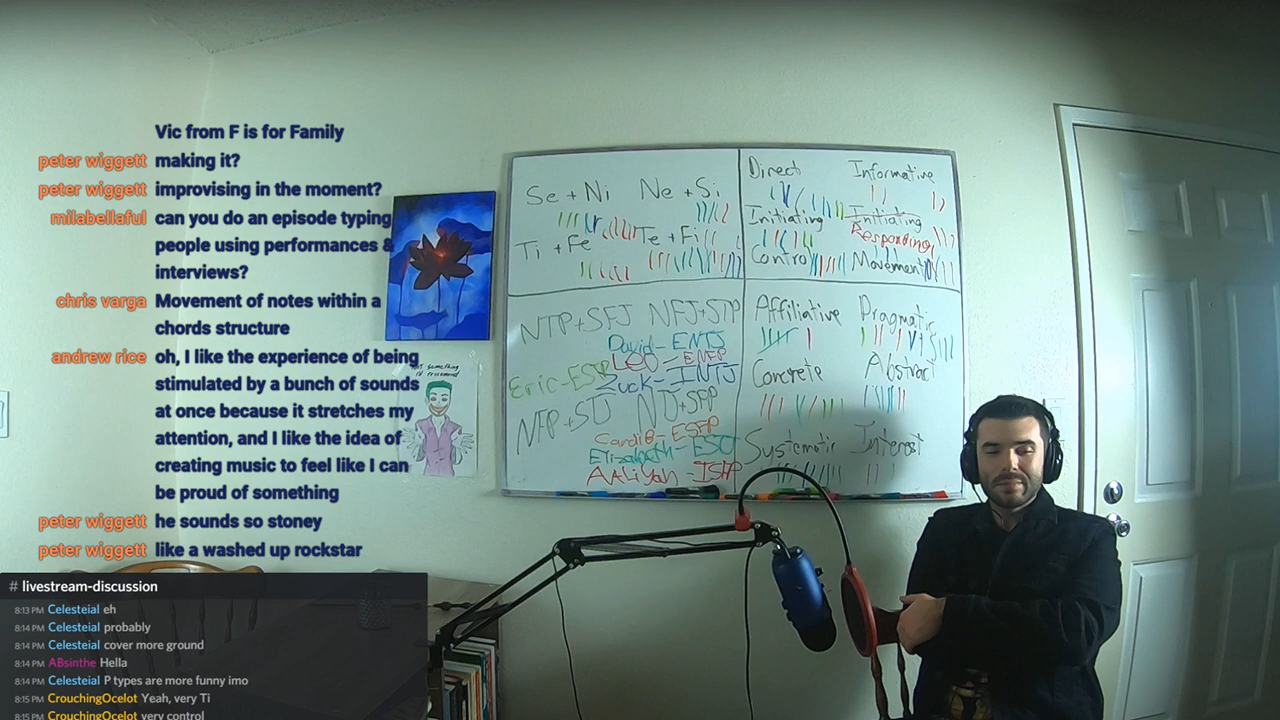 Vic from F is for Family
peter wiggett making it?
peter wiggett improvising in the moment?
milabellaful can you do an episode typing
people using performances &
interviews?
chris varga Movement of notes within a
chords structure
andrew rice oh, I like the experience of being
stimulated by a bunch of sounds
at once because it stretches my
attention, and I like the idea of
creating music to feel like I can
be proud of something
peter wiggett he sounds so stoney
peter wiggett like a washed up rockstar
# livestream-discussion
8:13 PM Celesteial eh
8:14 PM Celesteial probably
8:14 PM Celesteial cover more ground
8:14 PM ABsinthe Hella
8:14 PM Celesteial P types are more funny imo
8:15 PM CrouchingOcelot Yeah, very Ti
8:15 PM CrouchingOcelot very control
Se + Ni Ne + Si
Ti + Fe Te + Fi
Direct Informative
Initiating Initiating
Responding
Control Movement
NTP+SFJ NFJ+STP
David-ENTJ
Leo-ENFP
Eric-ESTP
Zuck-INTJ
NFP+STJ NTJ+SFP
Cardi B-ESFP
Elizabeth-ESTJ
Aaliyah-ISFP
Affiliative Pragmatic
Concrete Abstract
Systematic Interest